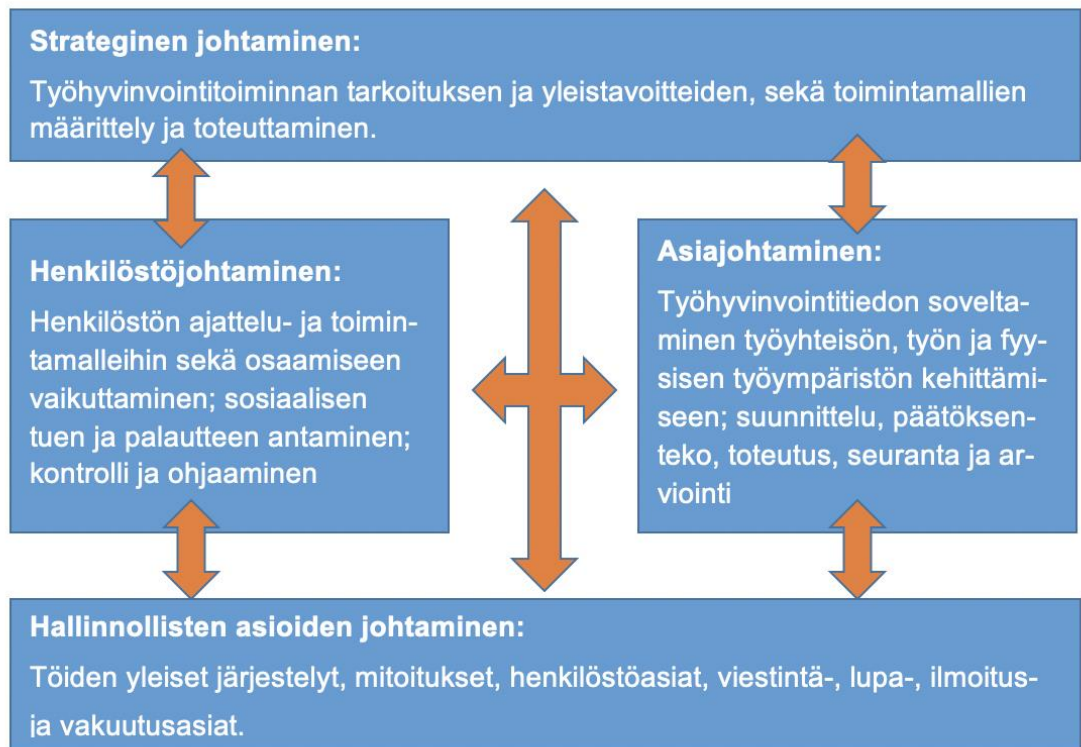 Strateginen johtaminen:
Työhyvinvointitoiminnan tarkoituksen ja yleistavoitteiden, sekä toimintamallien
määrittely ja toteuttaminen.
Henkilöstöjohtaminen:
Henkilöstön ajattelu- ja toimin-
tamalleihin sekä osaamiseen
vaikuttaminen; sosiaalisen
tuen ja palautteen antaminen;
kontrolli ja ohjaaminen
Asiajohtaminen:
Työhyvinvointitiedon sovelta-
minen työyhteisön, työn ja fyy-
sisen työympäristön kehittämi-
seen; suunnittelu, päätöksen-
teko, toteutus, seuranta ja ar-
viointi
Hallinnollisten asioiden johtaminen:
Töiden yleiset järjestelyt, mitoitukset, henkilöstöasiat, viestintä-, lupa-, ilmoitus-
ja vakuutusasiat.